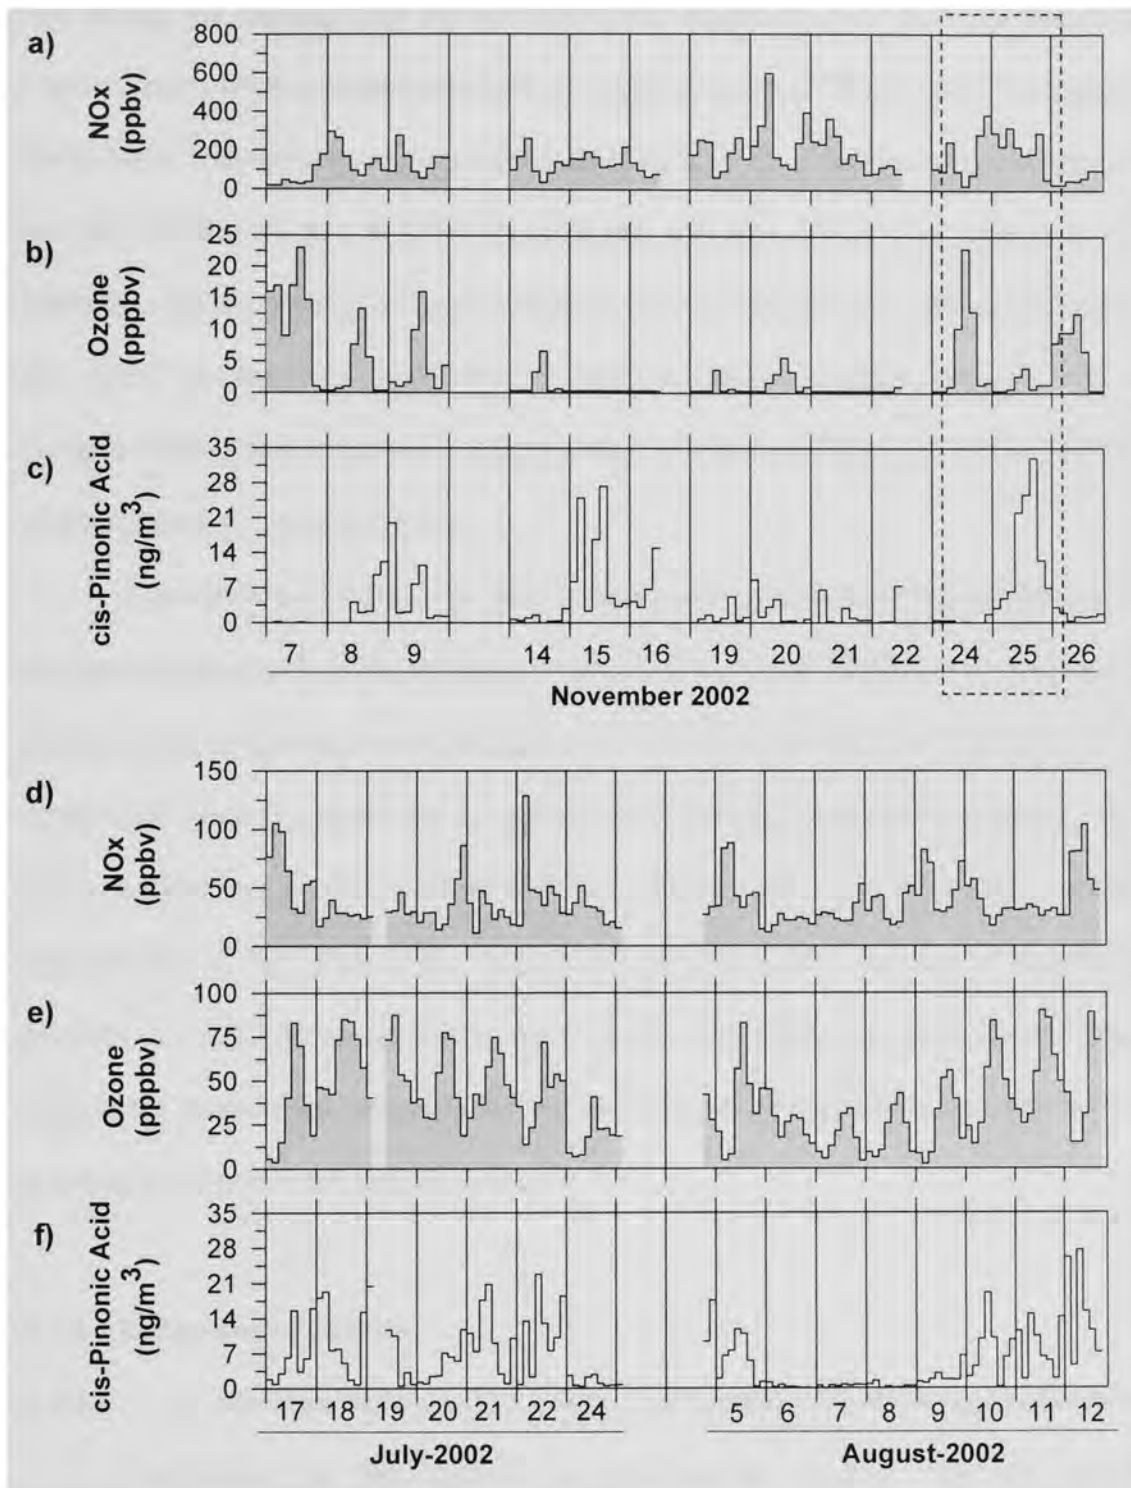 a)
NOx
(ppbv)
800
600
400
200
0
b)
Ozone
(pppbv)
25
20
15
10
5
0
c)
cis-Pinonic Acid
(ng/m³)
35
28
21
14
7
0
7 8 9 14 15 16 19 20 21 22 24 25 26
November 2002
d)
NOx
(ppbv)
150
100
50
0
e)
Ozone
(pppbv)
100
75
50
25
0
f)
cis-Pinonic Acid
(ng/m³)
35
28
21
14
7
0
17 18 19 20 21 22 24 5 6 7 8 9 10 11 12
July-2002 August-2002